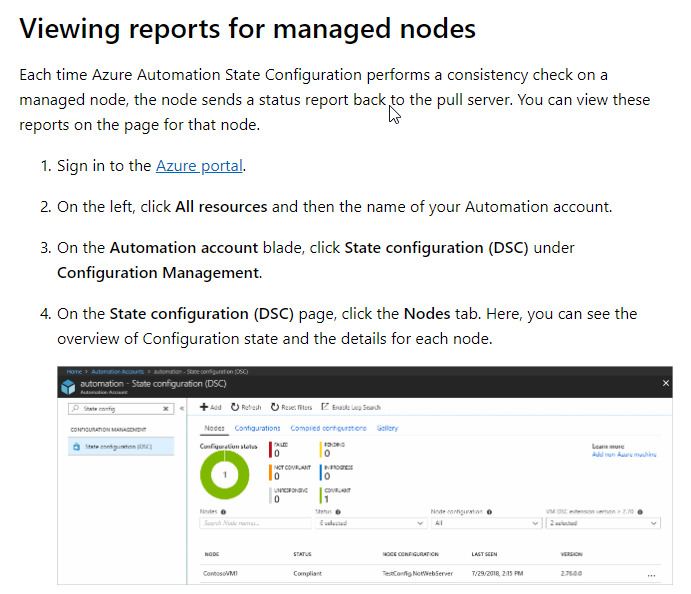 Viewing reports for managed nodes
Each time Azure Automation State Configuration performs a consistency check on a
managed node, the node sends a status report back to the pull server. You can view these
reports on the page for that node.
1. Sign in to the Azure portal.
2. On the left, click All resources and then the name of your Automation account.
3. On the Automation account blade, click State configuration (DSC) under
Configuration Management.
4. On the State configuration (DSC) page, click the Nodes tab. Here, you can see the
overview of Configuration state and the details for each node.
Home > Automation Accounts > automation - State configuration (DSC)
automation - State configuration (DSC)
Automation Account
State config
Add Refresh Reset filters Enable Log Search
CONFIGURATION MANAGEMENT
State configuration (DSC)
Nodes Configurations Compiled configurations Gallery
Configuration status
1
FAILED
0
PENDING
0
NOT COMPLIANT
0
IN PROGRESS
0
UNRESPONSIVE
0
COMPLIANT
1
Learn more
Add non-Azure machine
Nodes Status Node configuration VM DSC extension version > 2.70
Search Node names... 6 selected All 2 selected
NODE STATUS NODE CONFIGURATION LAST SEEN VERSION
ContosoVM1 Compliant TestConfig.NotWebServer 7/29/2018, 2:15 PM 2.76.0.0 ...